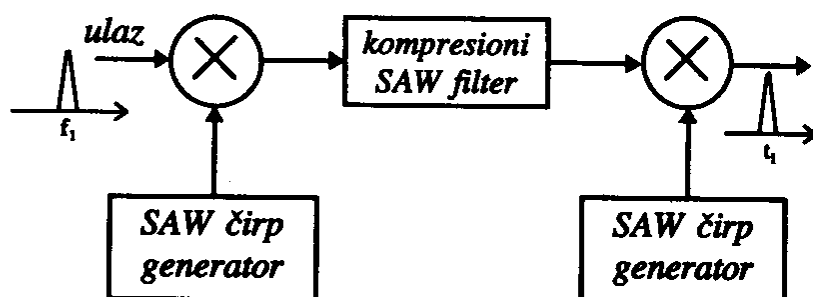 ulaz
f₁
kompresioni
SAW filter
t₁
SAW čirp
generator
SAW čirp
generator